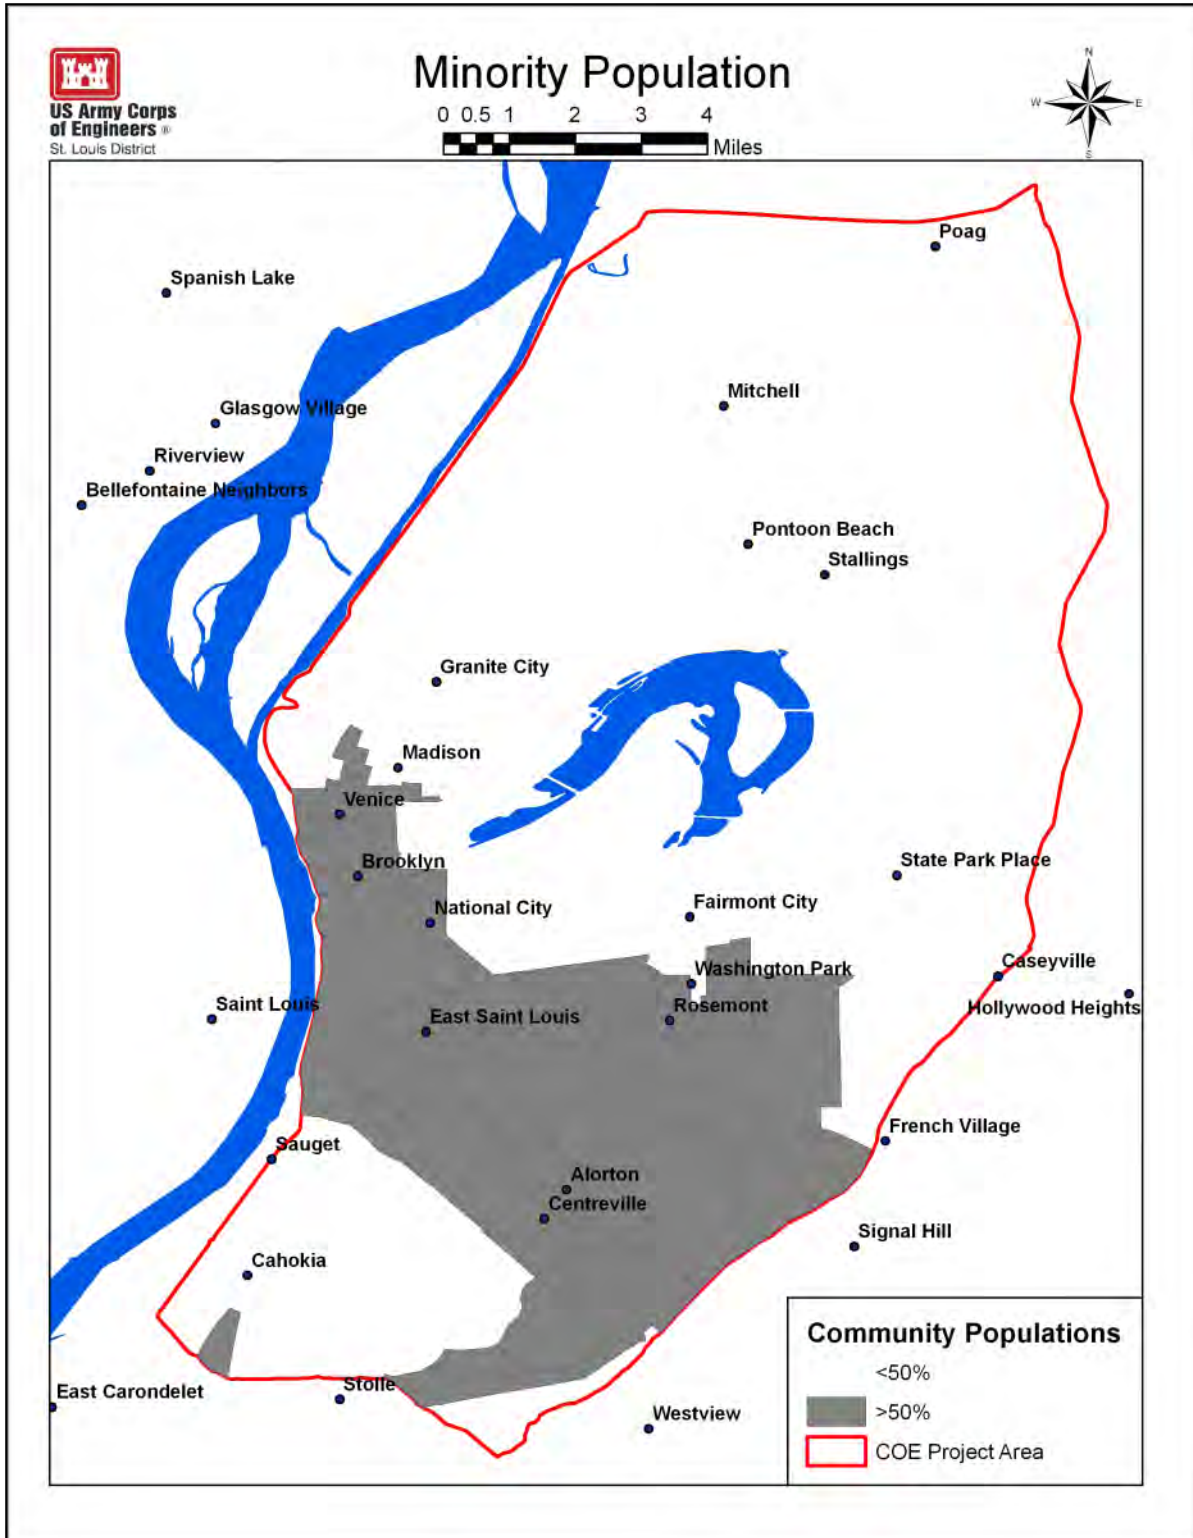 Minority Population
US Army Corps
of Engineers ®
St. Louis District
0 0.5 1 2 3 4
Miles
N
W E
S
Poag
Spanish Lake
Mitchell
Glasgow Village
Riverview
Bellefontaine Neighbors
Pontoon Beach
Stallings
Granite City
Madison
Venice
Brooklyn
State Park Place
National City
Fairmont City
Washington Park
Caseyville
Saint Louis
East Saint Louis
Rosemont
Hollywood Heights
French Village
Sauget
Alorton
Centreville
Signal Hill
Cahokia
East Carondelet
Stolle
Westview
Community Populations
<50%
>50%
COE Project Area